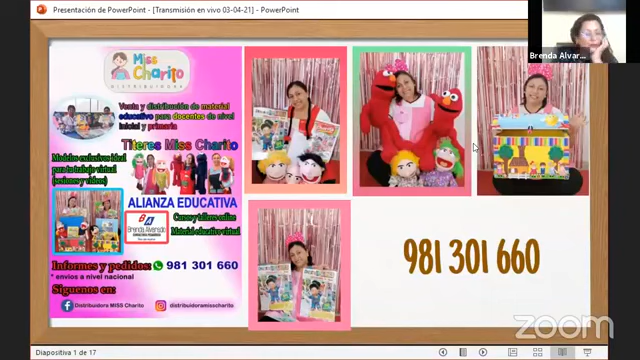 Presentación de PowerPoint - [Transmisión en vivo 03-04-21] - PowerPoint
Brenda Alvar...
Miss
Charito
DISTRIBUIDORA
Venta y distribución de material
educativo para docentes de nivel
inicial y primaria
Títeres Miss Charito
Modelos exclusivos ideal
para tu trabajo virtual
(sesiones y videos)
ALIANZA EDUCATIVA
BA
Brenda Alvarado
Cursos y talleres online
Material educativo virtual
Informes y pedidos: 981 301 660
* envíos a nivel nacional
Síguenos en:
Distribuidora MISS Charito
distribuidoramisscharito
981 301 660
zoom
Diapositiva 1 de 17